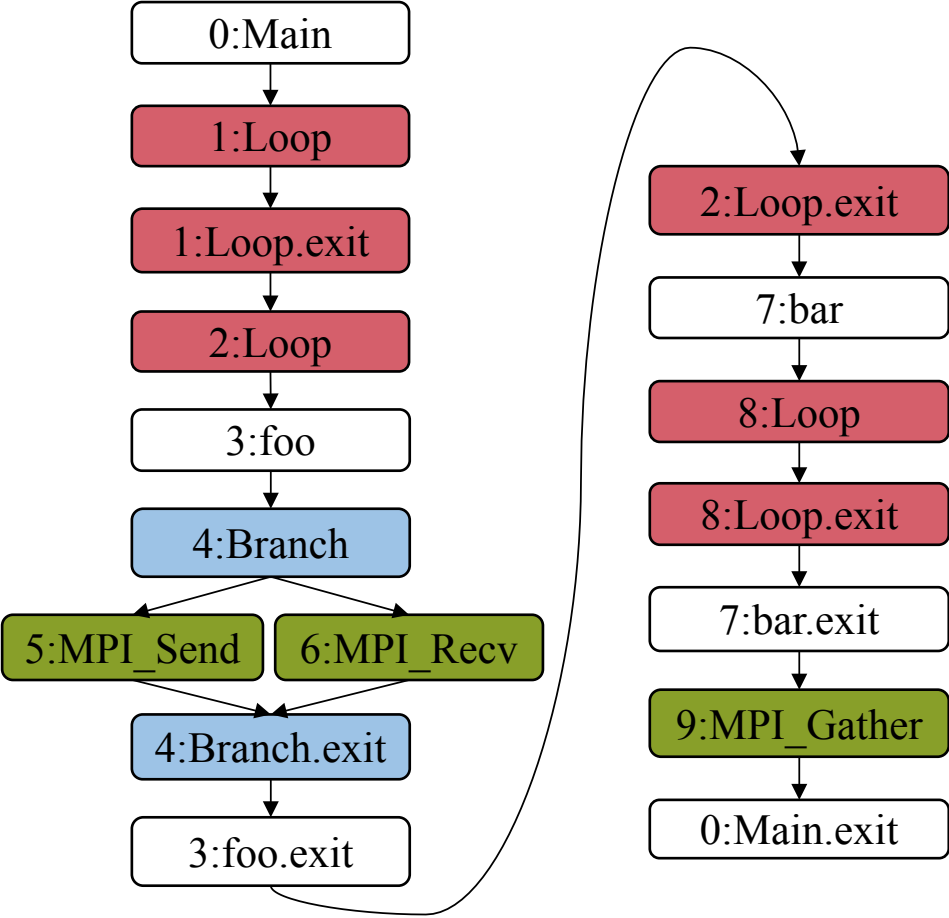 0:Main
1:Loop
1:Loop.exit
2:Loop
3:foo
4:Branch
5:MPI_Send
6:MPI_Recv
4:Branch.exit
3:foo.exit
2:Loop.exit
7:bar
8:Loop
8:Loop.exit
7:bar.exit
9:MPI_Gather
0:Main.exit